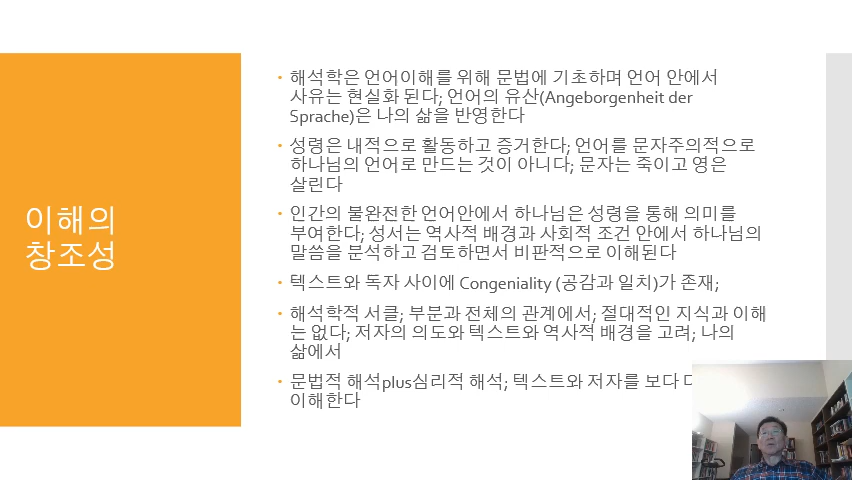 이해의
창조성
• 해석학은 언어이해를 위해 문법에 기초하며 언어 안에서
사유는 현실화 된다; 언어의 유산(Angeborgenheit der
Sprache)은 나의 삶을 반영한다
• 성령은 내적으로 활동하고 증거한다; 언어를 문자주의적으로
하나님의 언어로 만드는 것이 아니다; 문자는 죽이고 영은
살린다
• 인간의 불완전한 언어안에서 하나님은 성령을 통해 의미를
부여한다; 성서는 역사적 배경과 사회적 조건 안에서 하나님의
말씀을 분석하고 검토하면서 비판적으로 이해된다
• 텍스트와 독자 사이에 Congeniality (공감과 일치)가 존재;
• 해석학적 서클; 부분과 전체의 관계에서; 절대적인 지식과 이해
는 없다; 저자의 의도와 텍스트와 역사적 배경을 고려; 나의
삶에서
• 문법적 해석plus심리적 해석; 텍스트와 저자를 보다
이해한다